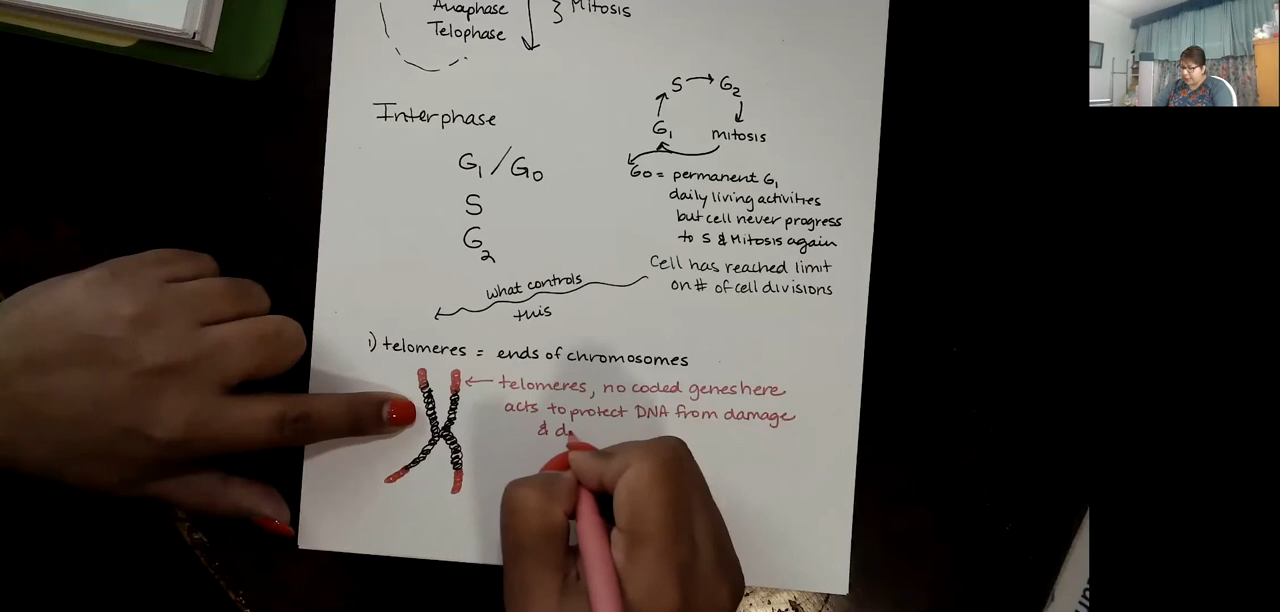 Anaphase
Telophase
} Mitosis
Interphase
G1/G0
S
G2
S → G2
G1 mitosis
G0 = permanent G1
daily living activities
but cell never progress
to S & Mitosis again
Cell has reached limit
on # of cell divisions
what controls
this
1) telomeres = ends of chromosomes
← telomeres, no coded genes here
acts to protect DNA from damage
& d